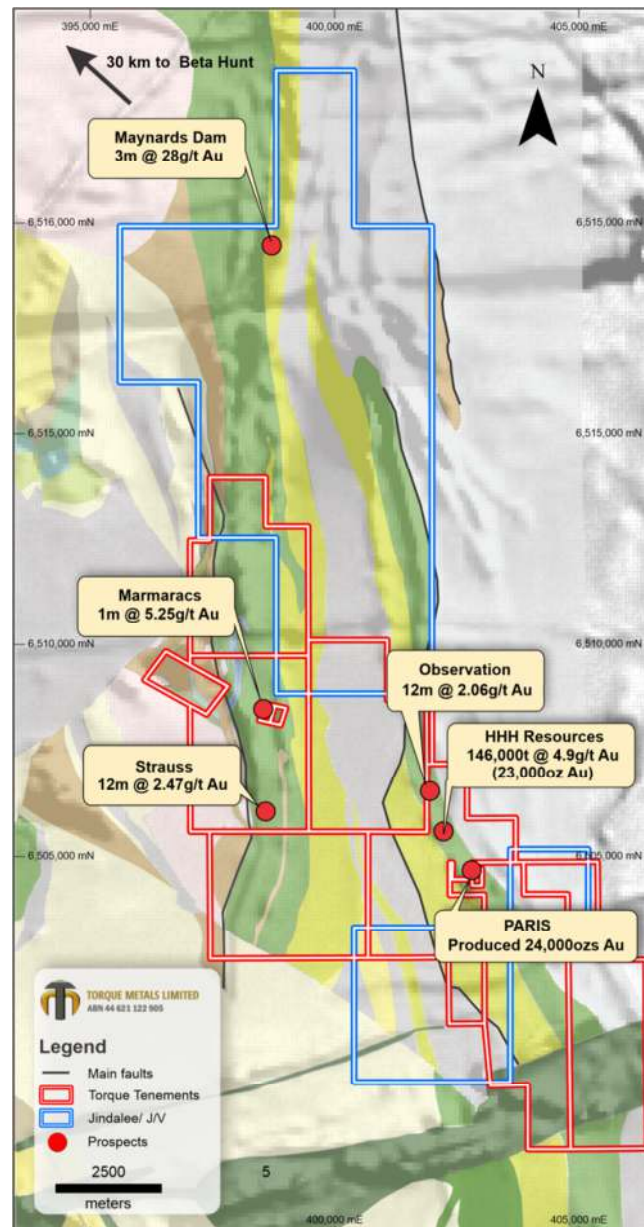 395,000 mE
400,000 mE
405,000 mE
30 km to Beta Hunt
N
Maynards Dam
3m @ 28g/t Au
6,516,000 mN
6,515,000 mN
6,515,000 mN
6,515,000 mN
Marmaracs
1m @ 5.25g/t Au
6,510,000 mN
6,510,000 mN
Observation
12m @ 2.06g/t Au
HHH Resources
146,000t @ 4.9g/t Au
(23,000oz Au)
Strauss
12m @ 2.47g/t Au
6,505,000 mN
6,505,000 mN
PARIS
Produced 24,000ozs Au
TORQUE METALS LIMITED
ABN 44 621 122 905
Legend
Main faults
Torque Tenements
Jindalee/ J/V
Prospects
2500
5
meters
400,000 mE
405,000 mE